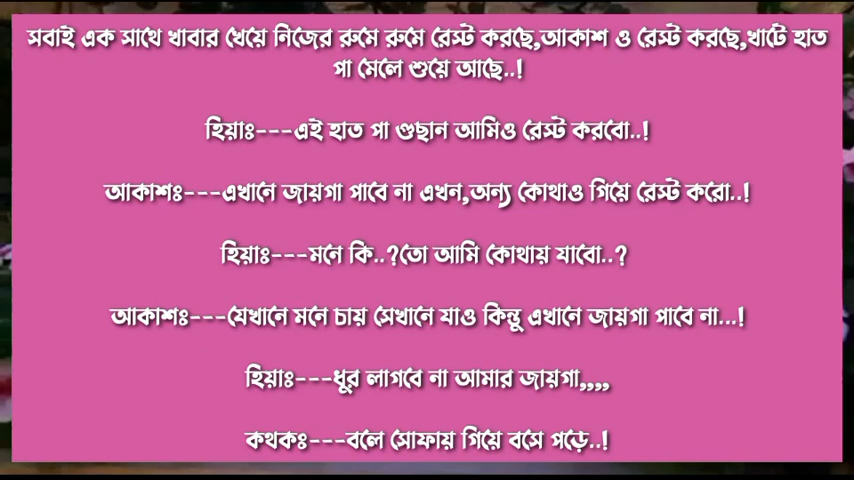 সবাই এক সাথে খাবার খেয়ে নিজের রুমে রুমে রেস্ট করছে,আকাশ ও রেস্ট করছে,খাটে হাত
পা মেলে শুয়ে আছে..!
হিয়াঃ---এই হাত পা গুছান আমিও রেস্ট করবো..!
আকাশঃ---এখানে জায়গা পাবে না এখন,অন্য কোথাও গিয়ে রেস্ট করো..!
হিয়াঃ---মনে কি..?তো আমি কোথায় যাবো..?
আকাশঃ---যেখানে মনে চায় সেখানে যাও কিন্তু এখানে জায়গা পাবে না...!
হিয়াঃ---ধুর লাগবে না আমার জায়গা,,,,
কথকঃ---বলে সোফায় গিয়ে বসে পড়ে..!